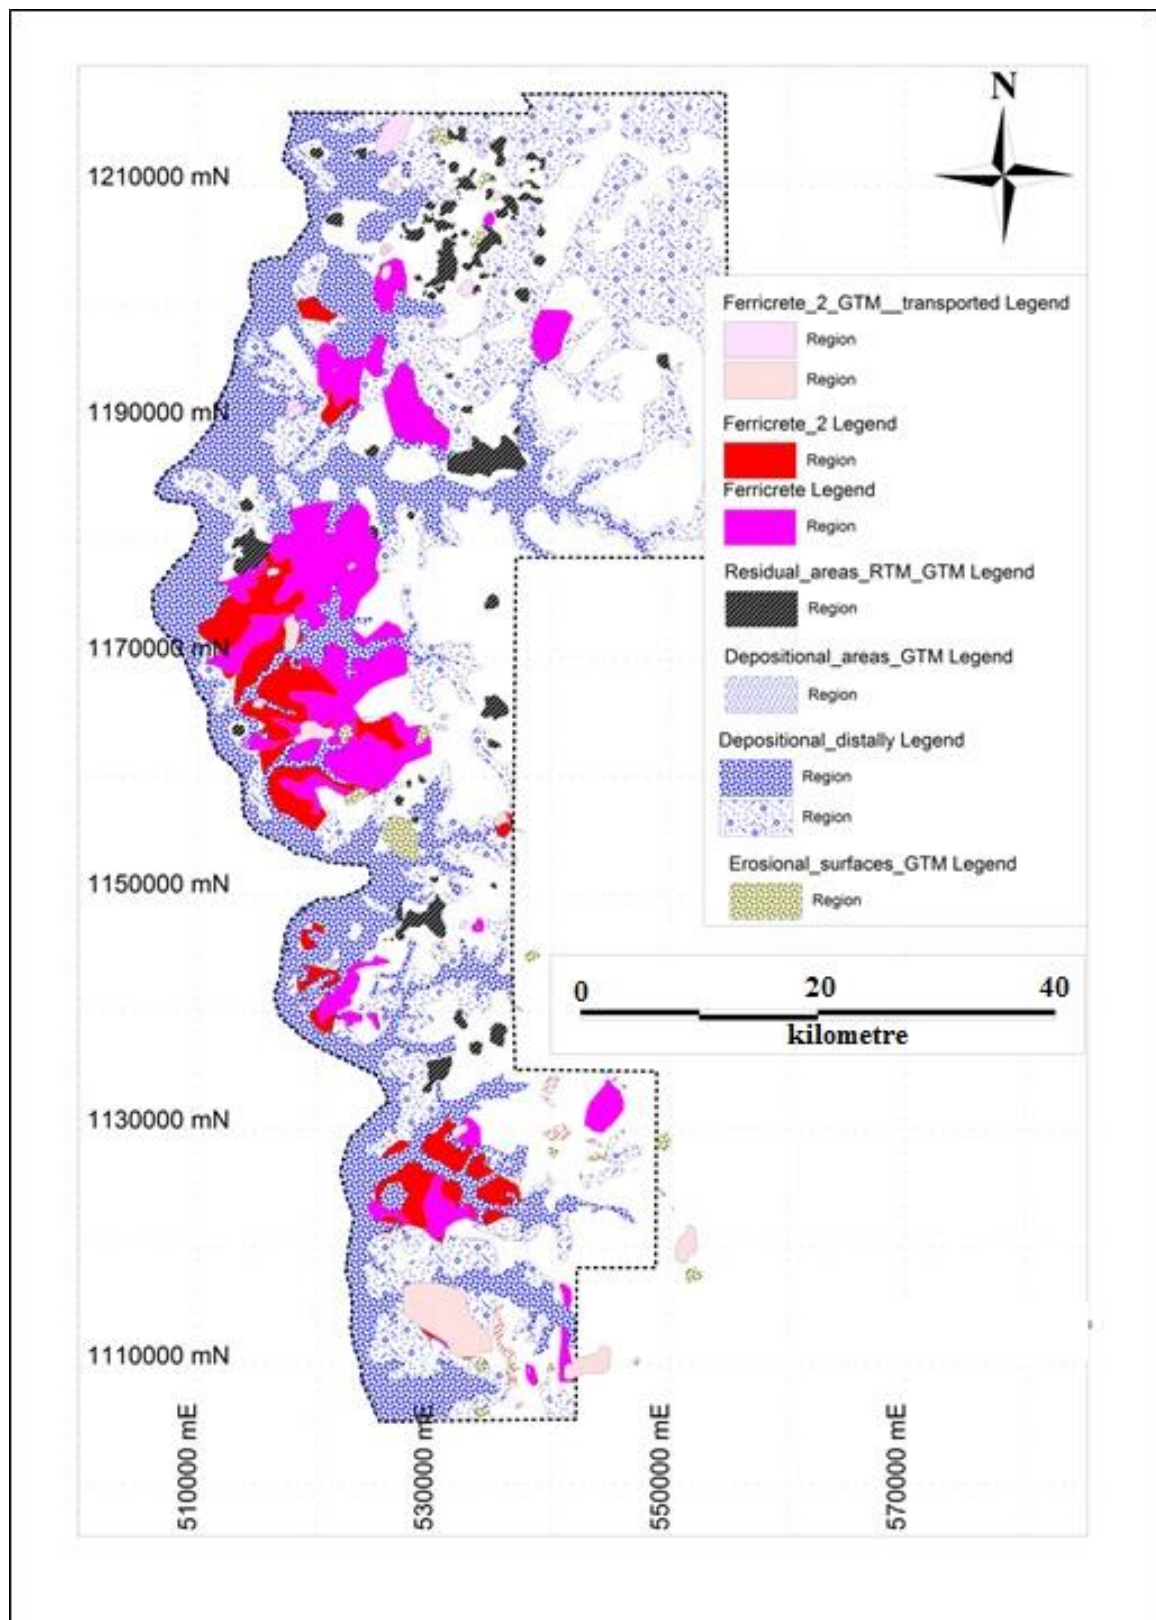 N
1210000 mN
Ferricrete_2_GTM__transported Legend
Region
Region
1190000 mN
Ferricrete_2 Legend
Region
Ferricrete Legend
Region
Residual_areas_RTM_GTM Legend
Region
1170000 mN
Depositional_areas_GTM Legend
Region
Depositional_distally Legend
Region
Region
Erosional_surfaces_GTM Legend
Region
1150000 mN
0 20 40
kilometre
1130000 mN
1110000 mN
510000 mE
530000 mE
550000 mE
570000 mE